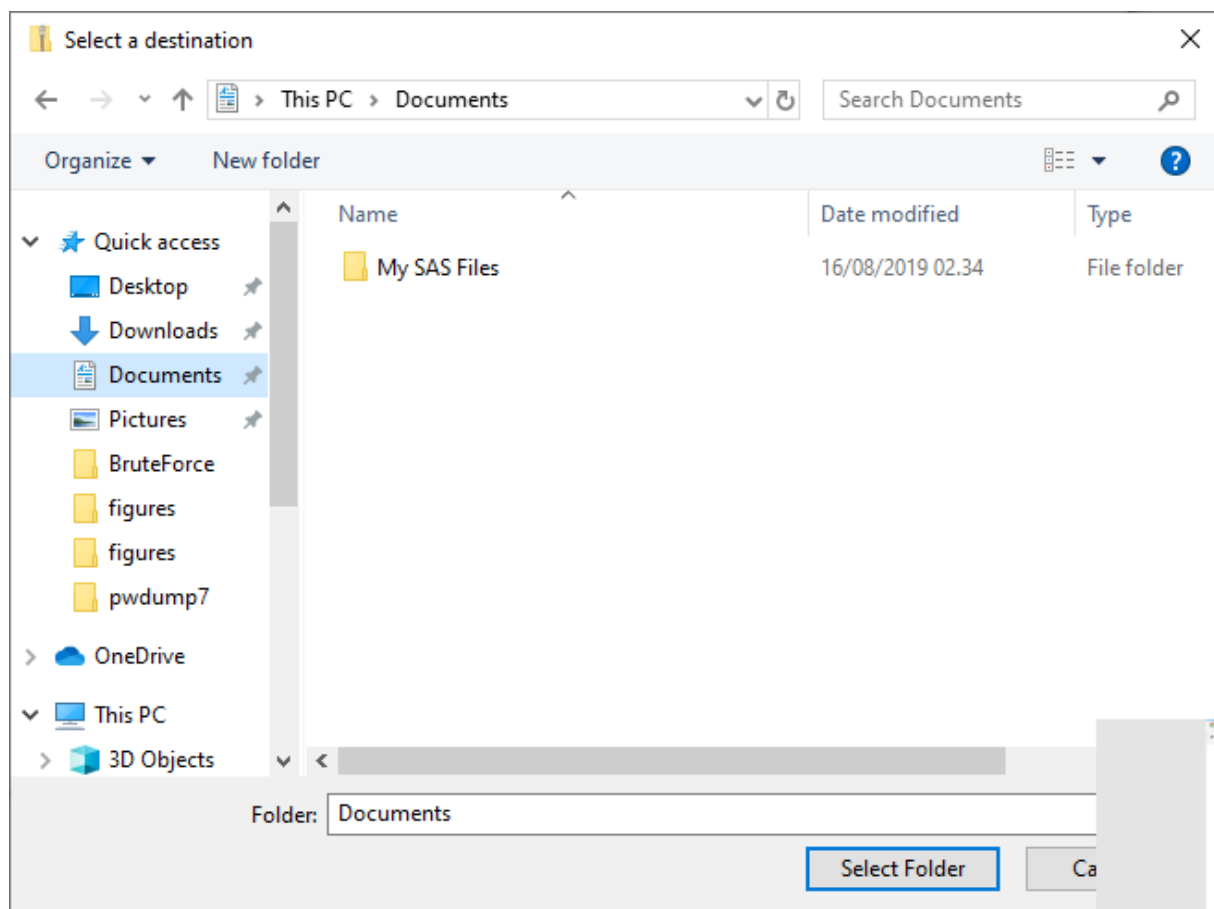 Select a destination
This PC > Documents
Search Documents
Organize
New folder
Name
Date modified
Type
Quick access
Desktop
Downloads
Documents
Pictures
BruteForce
figures
figures
pwdump7
OneDrive
This PC
3D Objects
My SAS Files 16/08/2019 02.34 File folder
Folder: Documents
Select Folder
Ca